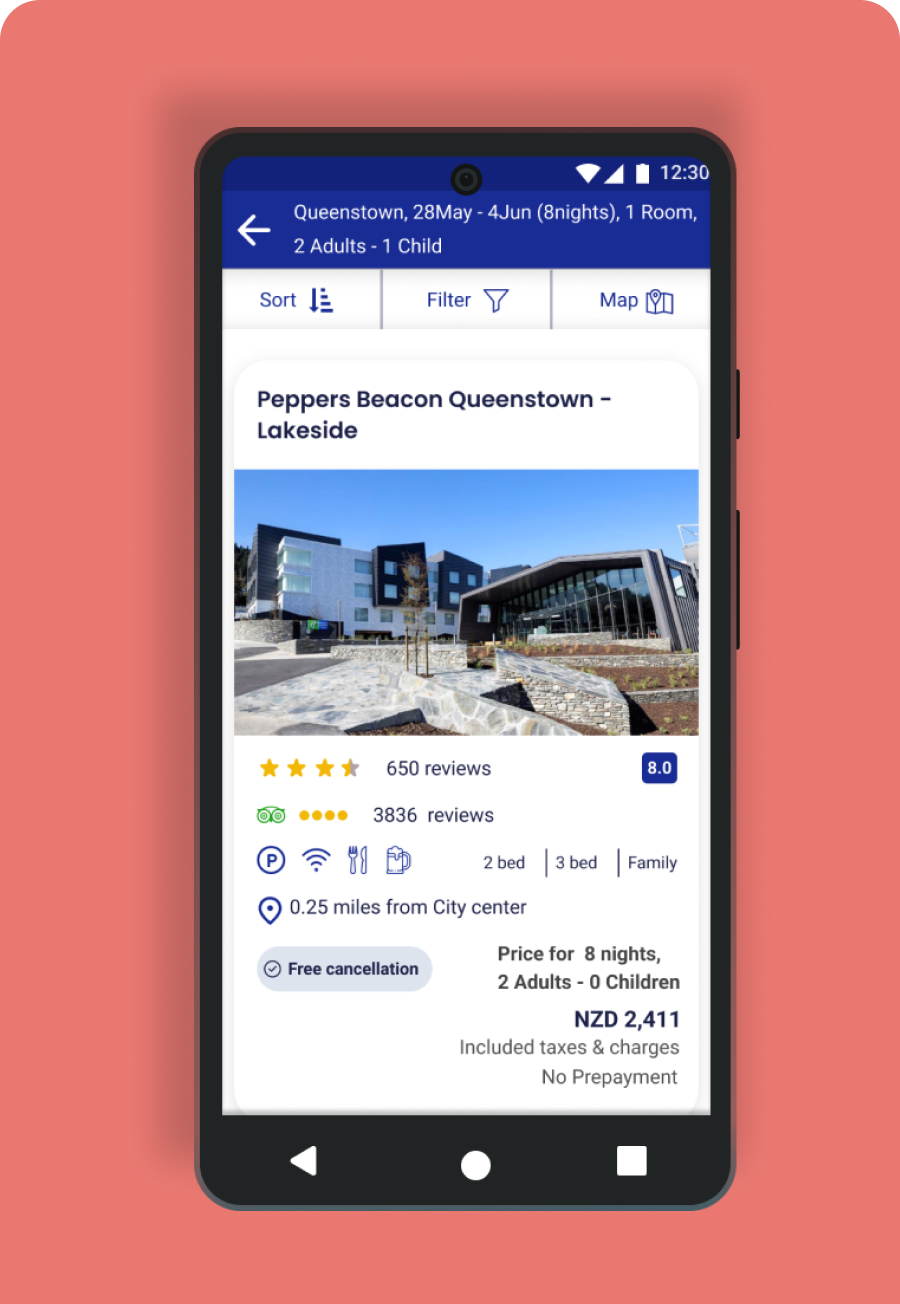 12:30
Queenstown, 28May - 4Jun (8nights), 1 Room,
2 Adults - 1 Child
Sort
Filter
Map
Peppers Beacon Queenstown -
Lakeside
650 reviews
8.0
3836 reviews
P
2 bed
3 bed
Family
0.25 miles from City center
Free cancellation
Price for 8 nights,
2 Adults - 0 Children
NZD 2,411
Included taxes & charges
No Prepayment